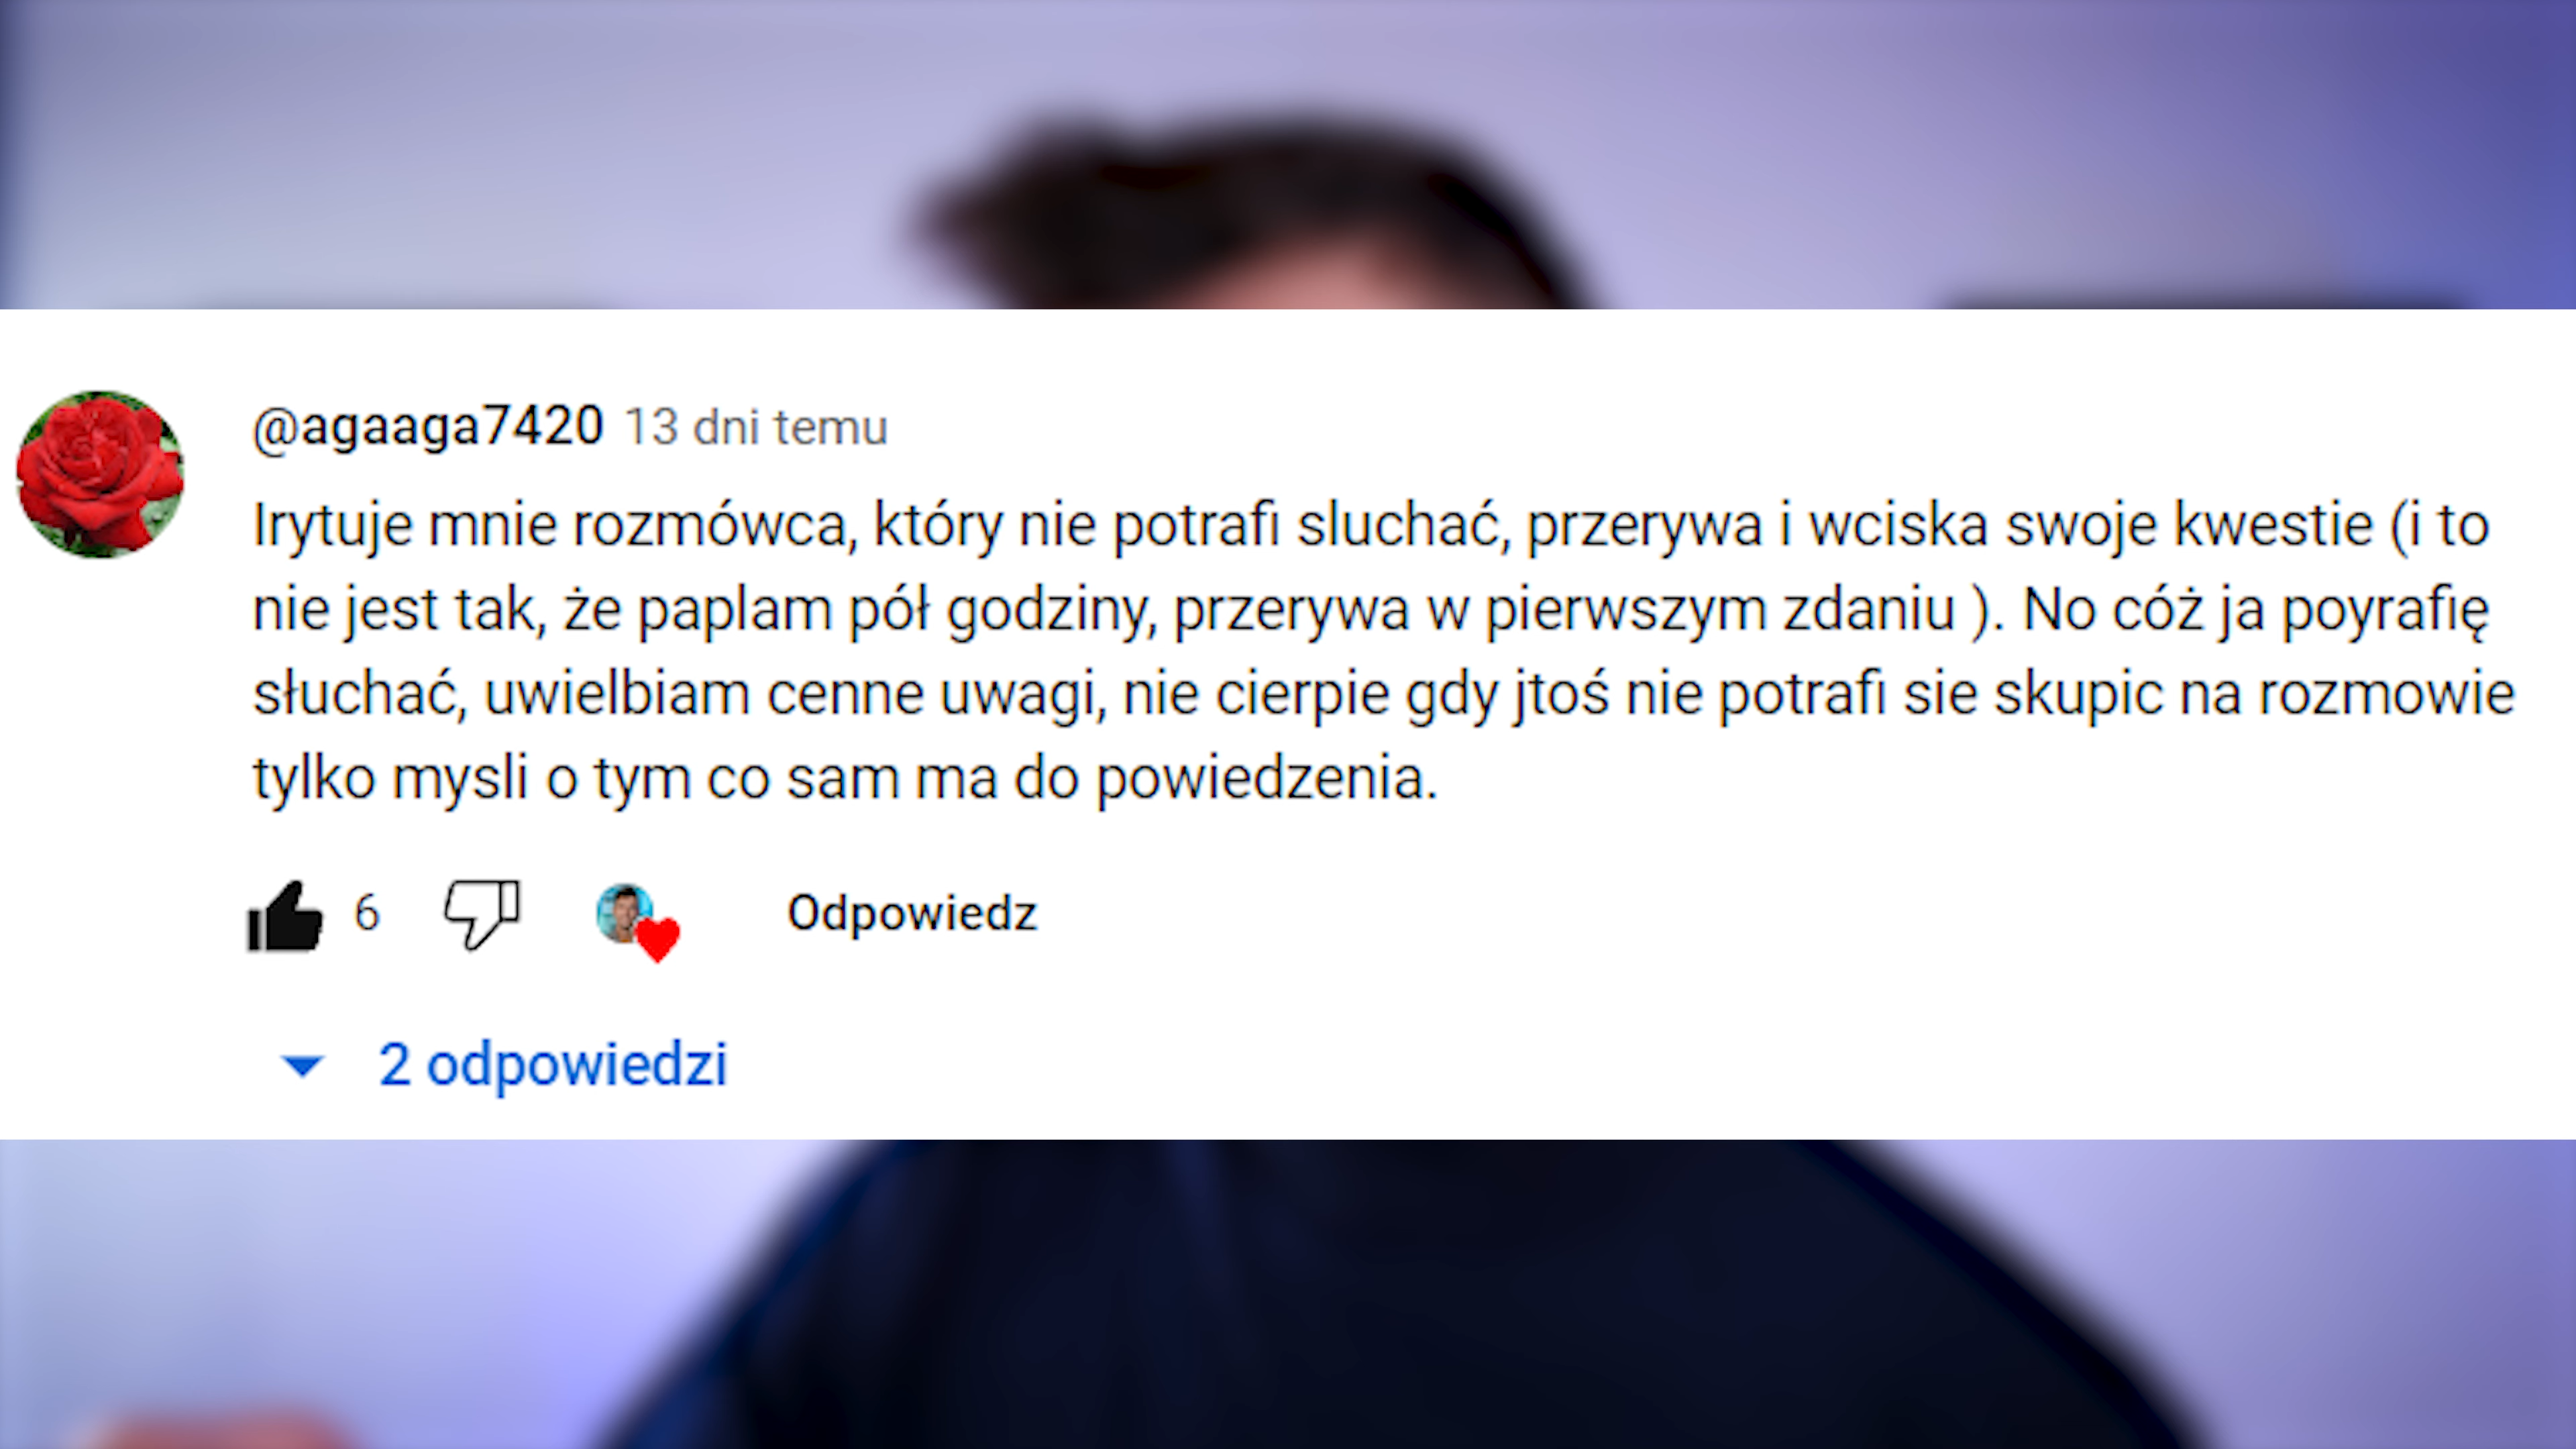 @agaaga7420 13 dni temu
Irytuje mnie rozmówca, który nie potrafi sluchać, przerywa i wciska swoje kwestie (i to
nie jest tak, że paplam pół godziny, przerywa w pierwszym zdaniu ). No cóż ja poyrafię
słuchać, uwielbiam cenne uwagi, nie cierpie gdy jtoś nie potrafi sie skupic na rozmowie
tylko mysli o tym co sam ma do powiedzenia.
6 Odpowiedz
2 odpowiedzi